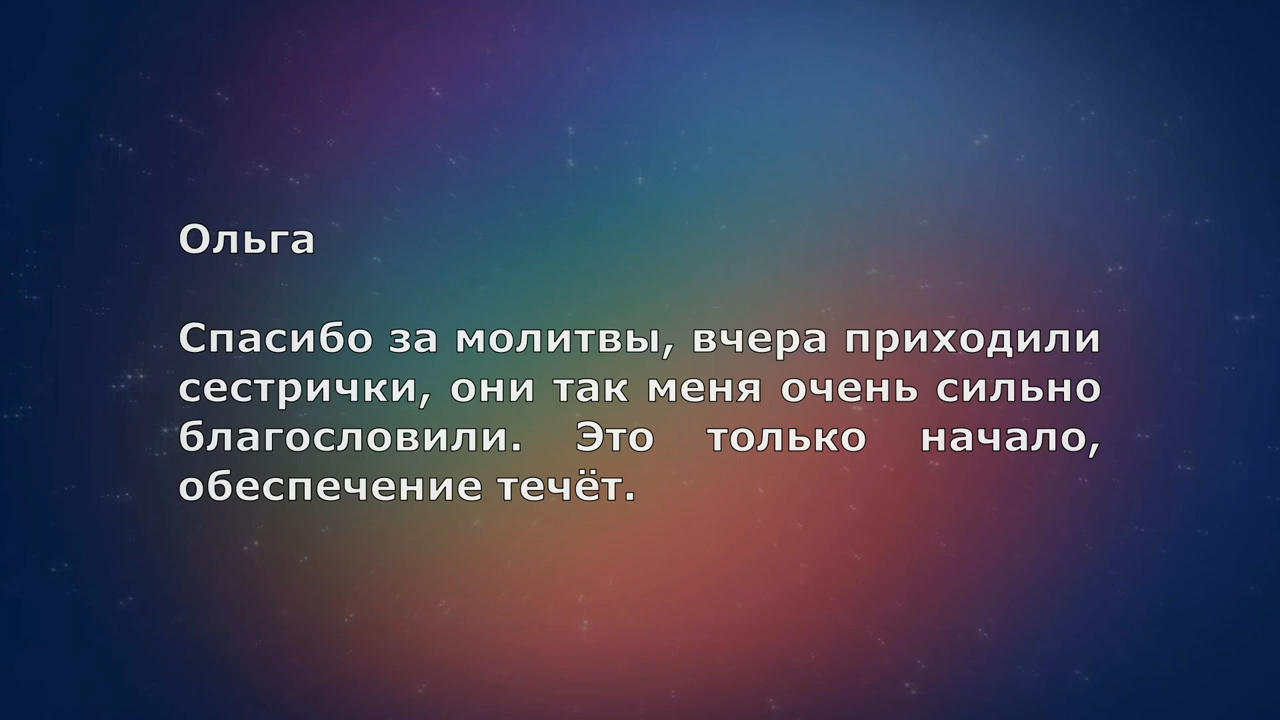 Ольга
Спасибо за молитвы, вчера приходили
сестрички, они так меня очень сильно
благословили. Это только начало,
обеспечение течёт.